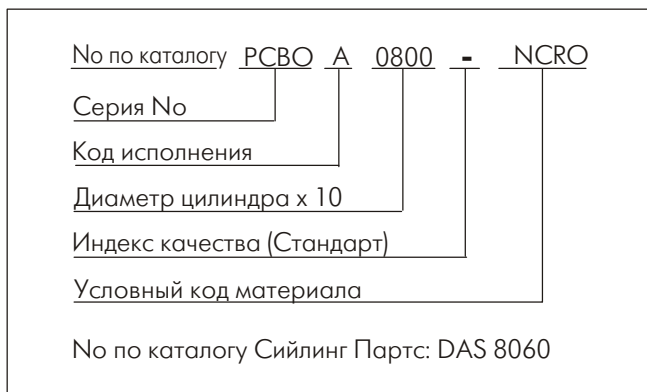 No по каталогу PCBO A 0800 - NCRO
Серия No
Код исполнения
Диаметр цилиндра x 10
Индекс качества (Стандарт)
Условный код материала
No по каталогу Сийлинг Партс: DAS 8060